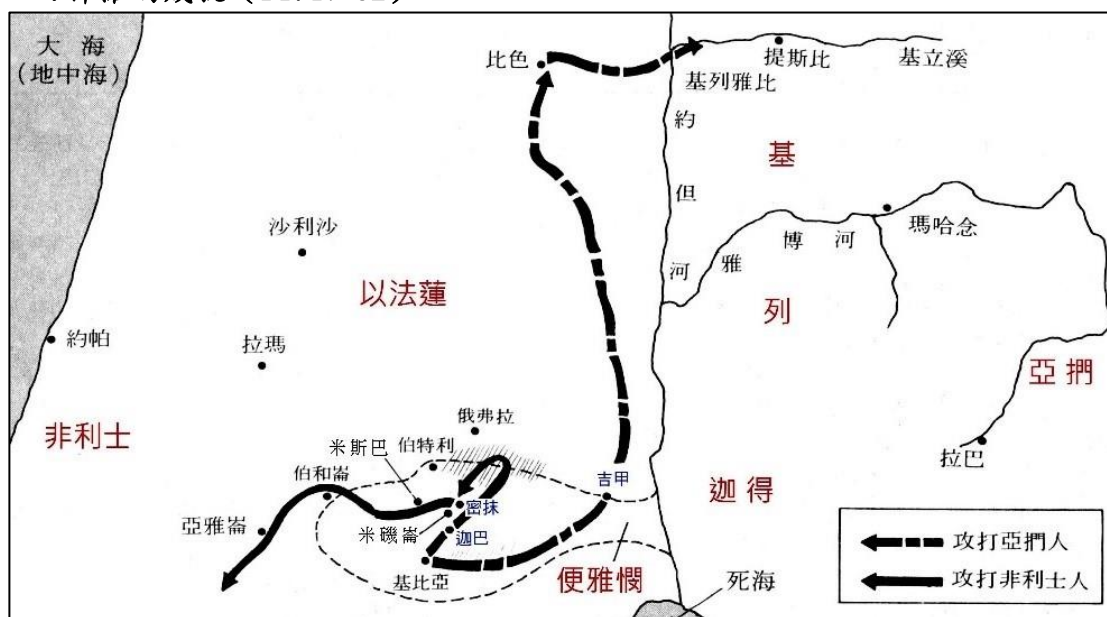 大 海
(地中海)
比色
提斯比
基立溪
基列雅比
約
但
河
基
瑪哈念
雅
博
河
沙利沙
以法蓮
列
約帕
拉瑪
亞捫
非利士
俄弗拉
米斯巴
伯特利
拉巴
伯和崙
吉甲
迦得
密抹
亞雅崙
米磯崙
迦巴
基比亞
便雅憫
死海
攻打亞捫人
攻打非利士人